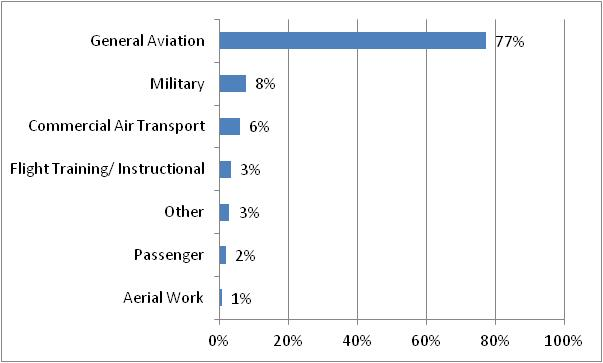 General Aviation 77%
Military 8%
Commercial Air Transport 6%
Flight Training/ Instructional 3%
Other 3%
Passenger 2%
Aerial Work 1%
0% 20% 40% 60% 80% 100%